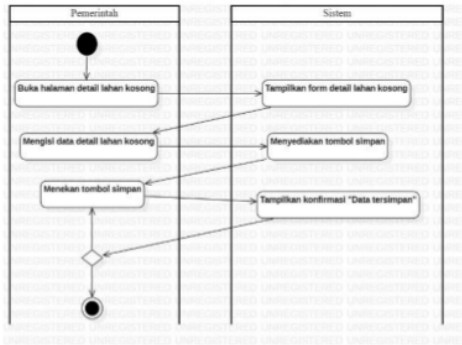 Pemerintah
Sistem
Buka halaman detail lahan kosong
Tampilkan form detail lahan kosong
Mengisi data detail lahan kosong
Menyediakan tombol simpan
Menekan tombol simpan
Tampilkan konfirmasi "Data tersimpan"